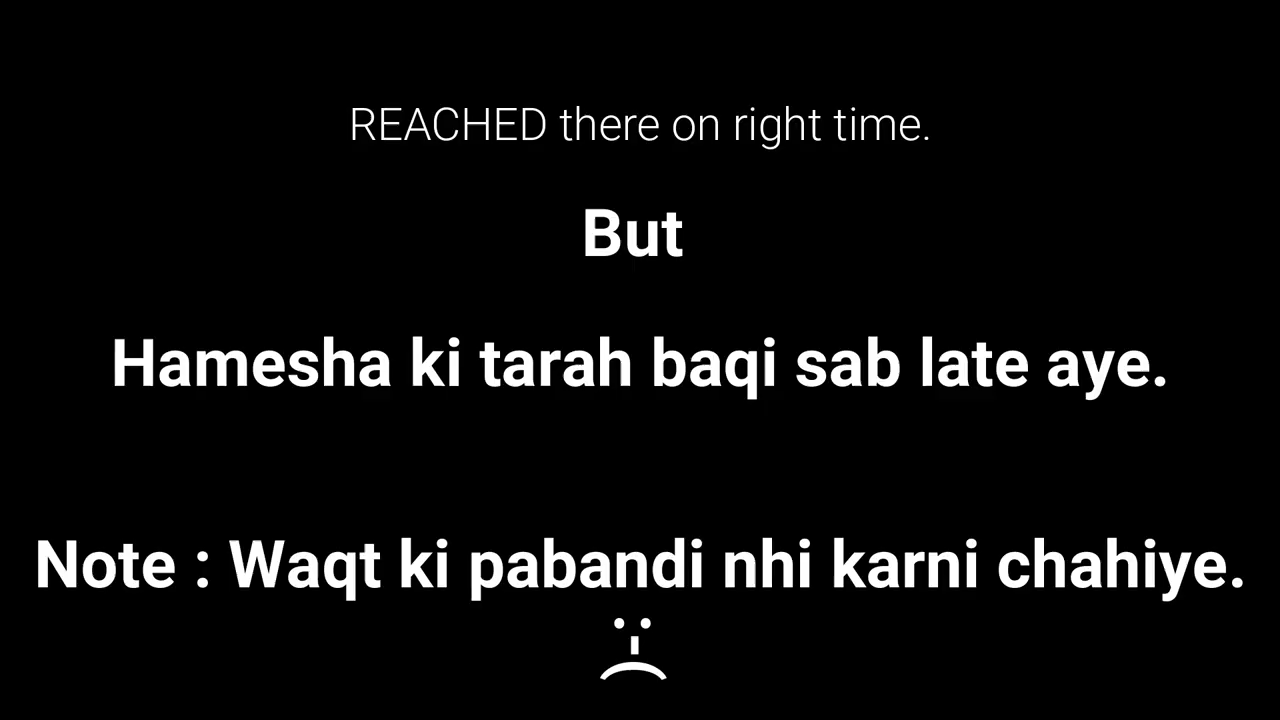 REACHED there on right time.
But
Hamesha ki tarah baqi sab late aye.
Note : Waqt ki pabandi nhi karni chahiye.